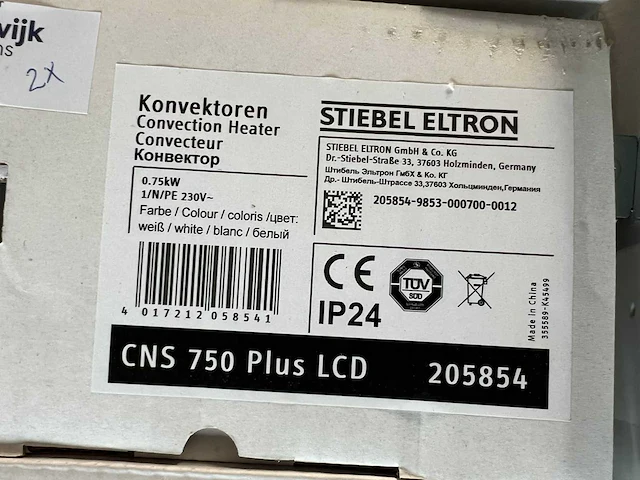 2x
Konvektoren
Convection Heater
Convecteur
Конвектор
STIEBEL ELTRON
STIEBEL ELTRON GmbH & Co. KG
Dr.-Stiebel-Straße 33, 37603 Holzminden, Germany
Штибель Эльтрон ГмбХ & Ко. КГ
Др.- Штибель-Штрассе 33,37603 Хольцминден,Германия
205854-9853-000700-0012
0.75kW
1/N/PE 230V~
Farbe / Colour / coloris /цвет:
weiß / white / blanc / белый
4 017212 058541
CE
IP24
TÜV
SÜD
Made in China
355589-K45499
CNS 750 Plus LCD 205854